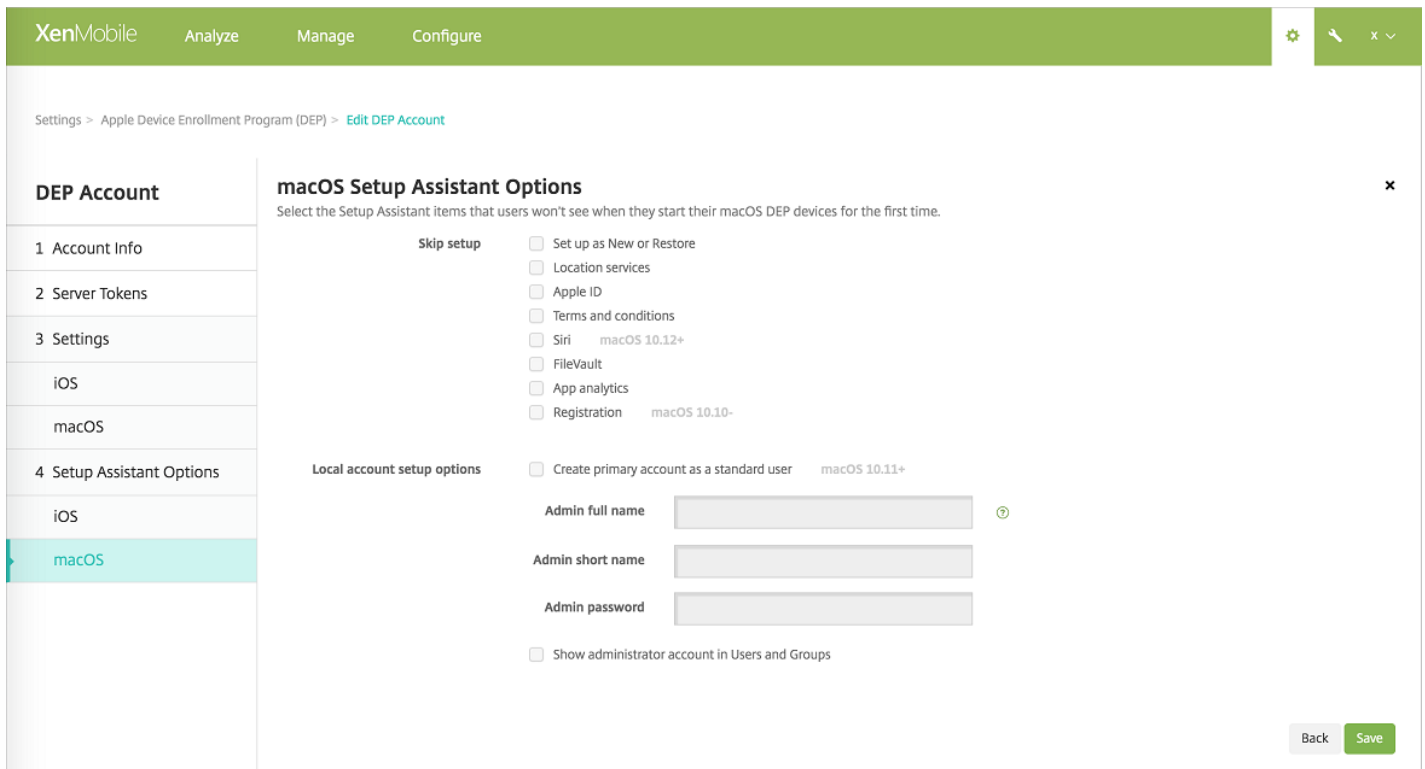 XenMobile Analyze Manage Configure X
Settings > Apple Device Enrollment Program (DEP) > Edit DEP Account
DEP Account
1 Account Info
2 Server Tokens
3 Settings
iOS
macOS
4 Setup Assistant Options
iOS
macOS
macOS Setup Assistant Options
Select the Setup Assistant items that users won't see when they start their macOS DEP devices for the first time.
Skip setup Set up as New or Restore
Location services
Apple ID
Terms and conditions
Siri macOS 10.12+
FileVault
App analytics
Registration macOS 10.10-
Local account setup options Create primary account as a standard user macOS 10.11+
Admin full name ?
Admin short name
Admin password
Show administrator account in Users and Groups
Back Save